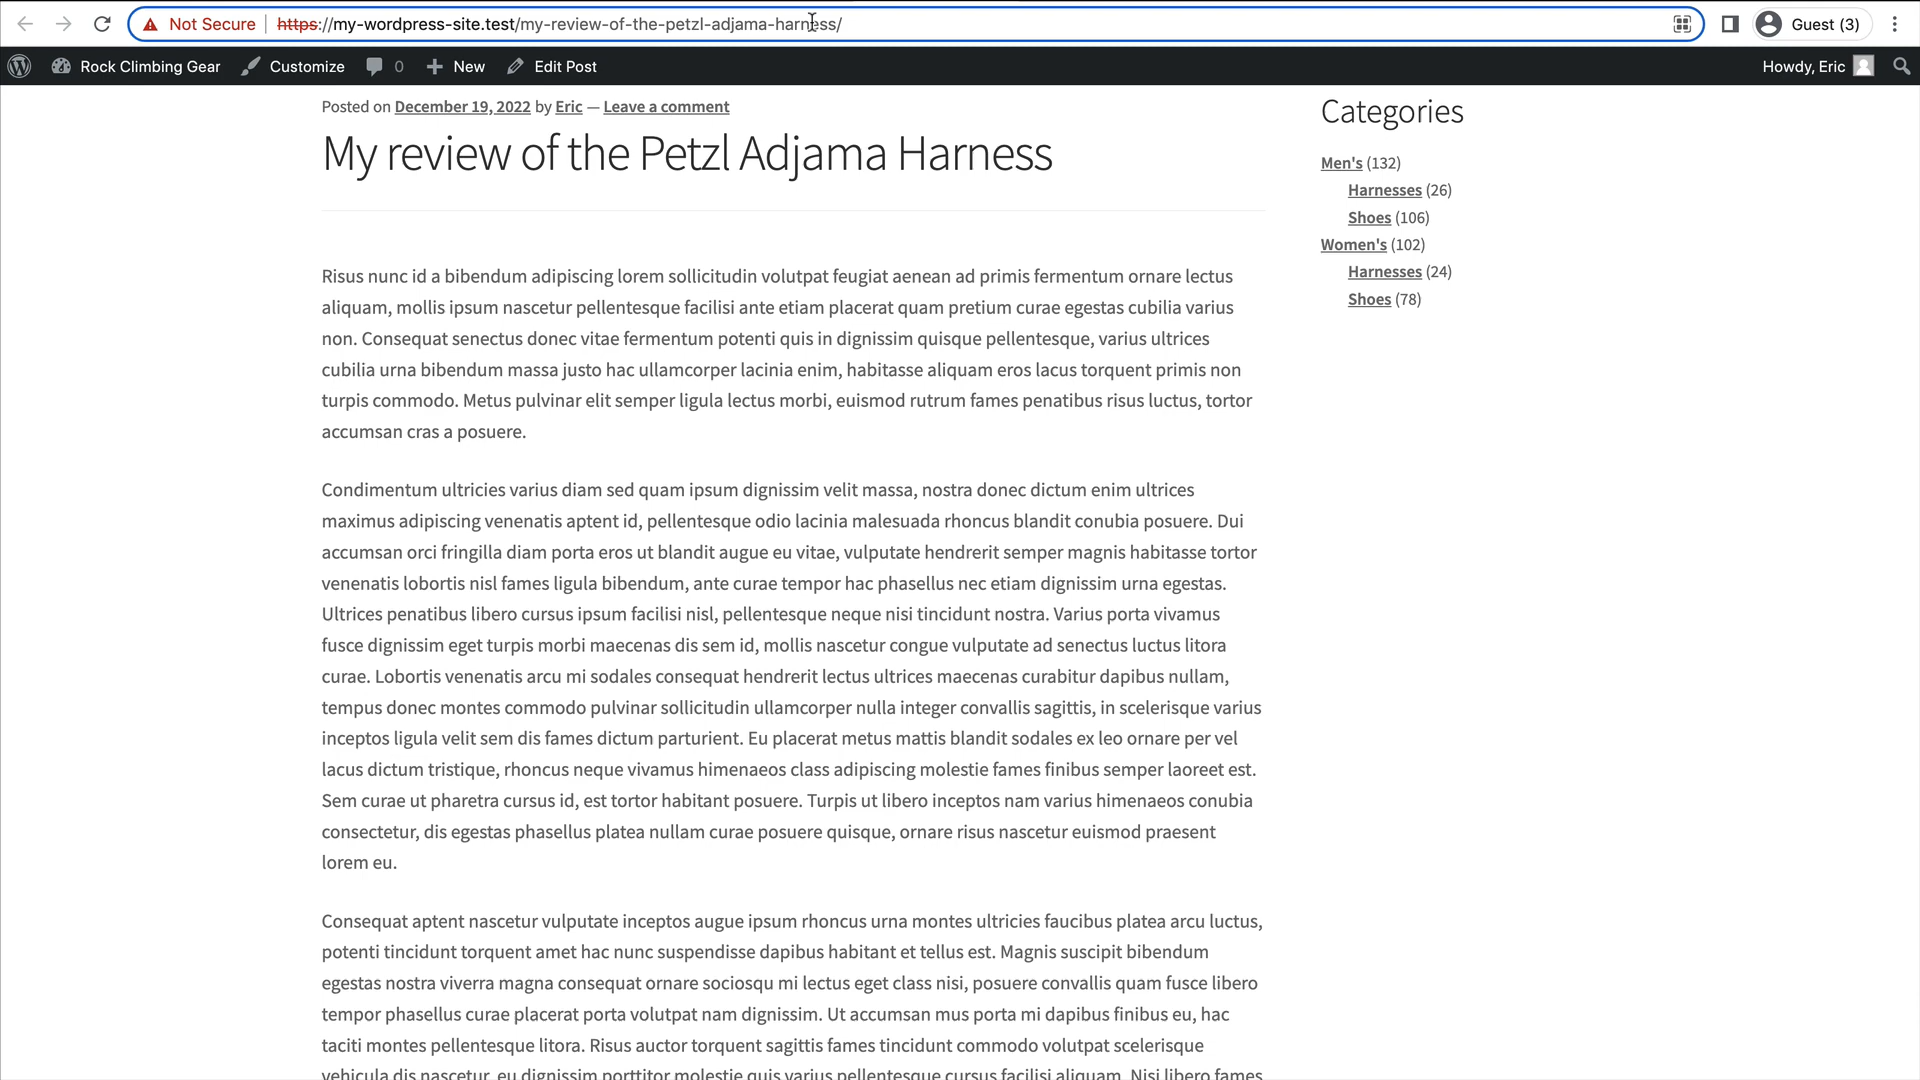 Not Secure https://my-wordpress-site.test/my-review-of-the-petzl-adjama-harness/ Guest (3)
Rock Climbing Gear Customize 0 New Edit Post Howdy, Eric
Posted on December 19, 2022 by Eric — Leave a comment
My review of the Petzl Adjama Harness
Risus nunc id a bibendum adipiscing lorem sollicitudin volutpat feugiat aenean ad primis fermentum ornare lectus
aliquam, mollis ipsum nascetur pellentesque facilisi ante etiam placerat quam pretium curae egestas cubilia varius
non. Consequat senectus donec vitae fermentum potenti quis in dignissim quisque pellentesque, varius ultrices
cubilia urna bibendum massa justo hac ullamcorper lacinia enim, habitasse aliquam eros lacus torquent primis non
turpis commodo. Metus pulvinar elit semper ligula lectus morbi, euismod rutrum fames penatibus risus luctus, tortor
accumsan cras a posuere.
Condimentum ultricies varius diam sed quam ipsum dignissim velit massa, nostra donec dictum enim ultrices
maximus adipiscing venenatis aptent id, pellentesque odio lacinia malesuada rhoncus blandit conubia posuere. Dui
accumsan orci fringilla diam porta eros ut blandit augue eu vitae, vulputate hendrerit semper magnis habitasse tortor
venenatis lobortis nisl fames ligula bibendum, ante curae tempor hac phasellus nec etiam dignissim urna egestas.
Ultrices penatibus libero cursus ipsum facilisi nisl, pellentesque neque nisi tincidunt nostra. Varius porta vivamus
fusce dignissim eget turpis morbi maecenas dis sem id, mollis nascetur congue vulputate ad senectus luctus litora
curae. Lobortis venenatis arcu mi sodales consequat hendrerit lectus ultrices maecenas curabitur dapibus nullam,
tempus donec montes commodo pulvinar sollicitudin ullamcorper nulla integer convallis sagittis, in scelerisque varius
inceptos ligula velit sem dis fames dictum parturient. Eu placerat metus mattis blandit sodales ex leo ornare per vel
lacus dictum tristique, rhoncus neque vivamus himenaeos class adipiscing molestie fames finibus semper laoreet est.
Sem curae ut pharetra cursus id, est tortor habitant posuere. Turpis ut libero inceptos nam varius himenaeos conubia
consectetur, dis egestas phasellus platea nullam curae posuere quisque, ornare risus nascetur euismod praesent
lorem eu.
Consequat aptent nascetur vulputate inceptos augue ipsum rhoncus urna montes ultricies faucibus platea arcu luctus,
potenti tincidunt torquent amet hac nunc suspendisse dapibus habitant et tellus est. Magnis suscipit bibendum
egestas nostra viverra magna consequat ornare sociosqu mi lectus eget class nisi, posuere convallis quam fusce libero
tempor phasellus curae placerat porta volutpat nam dignissim. Ut accumsan mus porta mi dapibus finibus eu, hac
taciti montes pellentesque litora. Risus auctor torquent sagittis fames tincidunt commodo volutpat scelerisque
vehicula dis nascetur, eu dignissim porttitor molestie quis varius pellentesque cursus facilisi aliquam. Nisi libero fames
Categories
Men's (132)
Harnesses (26)
Shoes (106)
Women's (102)
Harnesses (24)
Shoes (78)